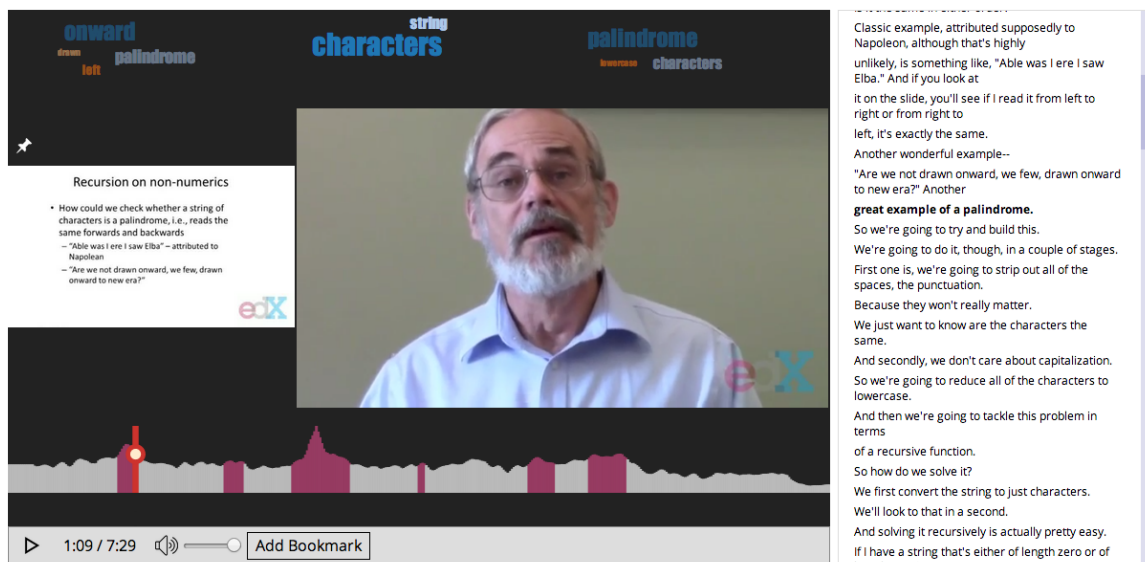 onward
drawn
palindrome
left
string
characters
palindrome
lowercase
characters
Recursion on non-numerics
• How could we check whether a string of
characters is a palindrome, i.e., reads the
same forwards and backwards
– "Able was I ere I saw Elba" – attributed to
Napolean
– "Are we not drawn onward, we few, drawn
onward to new era?"
edX
edX
1:09 / 7:29
Add Bookmark
Classic example, attributed supposedly to
Napoleon, although that's highly
unlikely, is something like, "Able was I ere I saw
Elba." And if you look at
it on the slide, you'll see if I read it from left to
right or from right to
left, it's exactly the same.
Another wonderful example--
"Are we not drawn onward, we few, drawn onward
to new era?" Another
great example of a palindrome.
So we're going to try and build this.
We're going to do it, though, in a couple of stages.
First one is, we're going to strip out all of the
spaces, the punctuation.
Because they won't really matter.
We just want to know are the characters the
same.
And secondly, we don't care about capitalization.
So we're going to reduce all of the characters to
lowercase.
And then we're going to tackle this problem in
terms
of a recursive function.
So how do we solve it?
We first convert the string to just characters.
We'll look to that in a second.
And solving it recursively is actually pretty easy.
If I have a string that's either of length zero or of